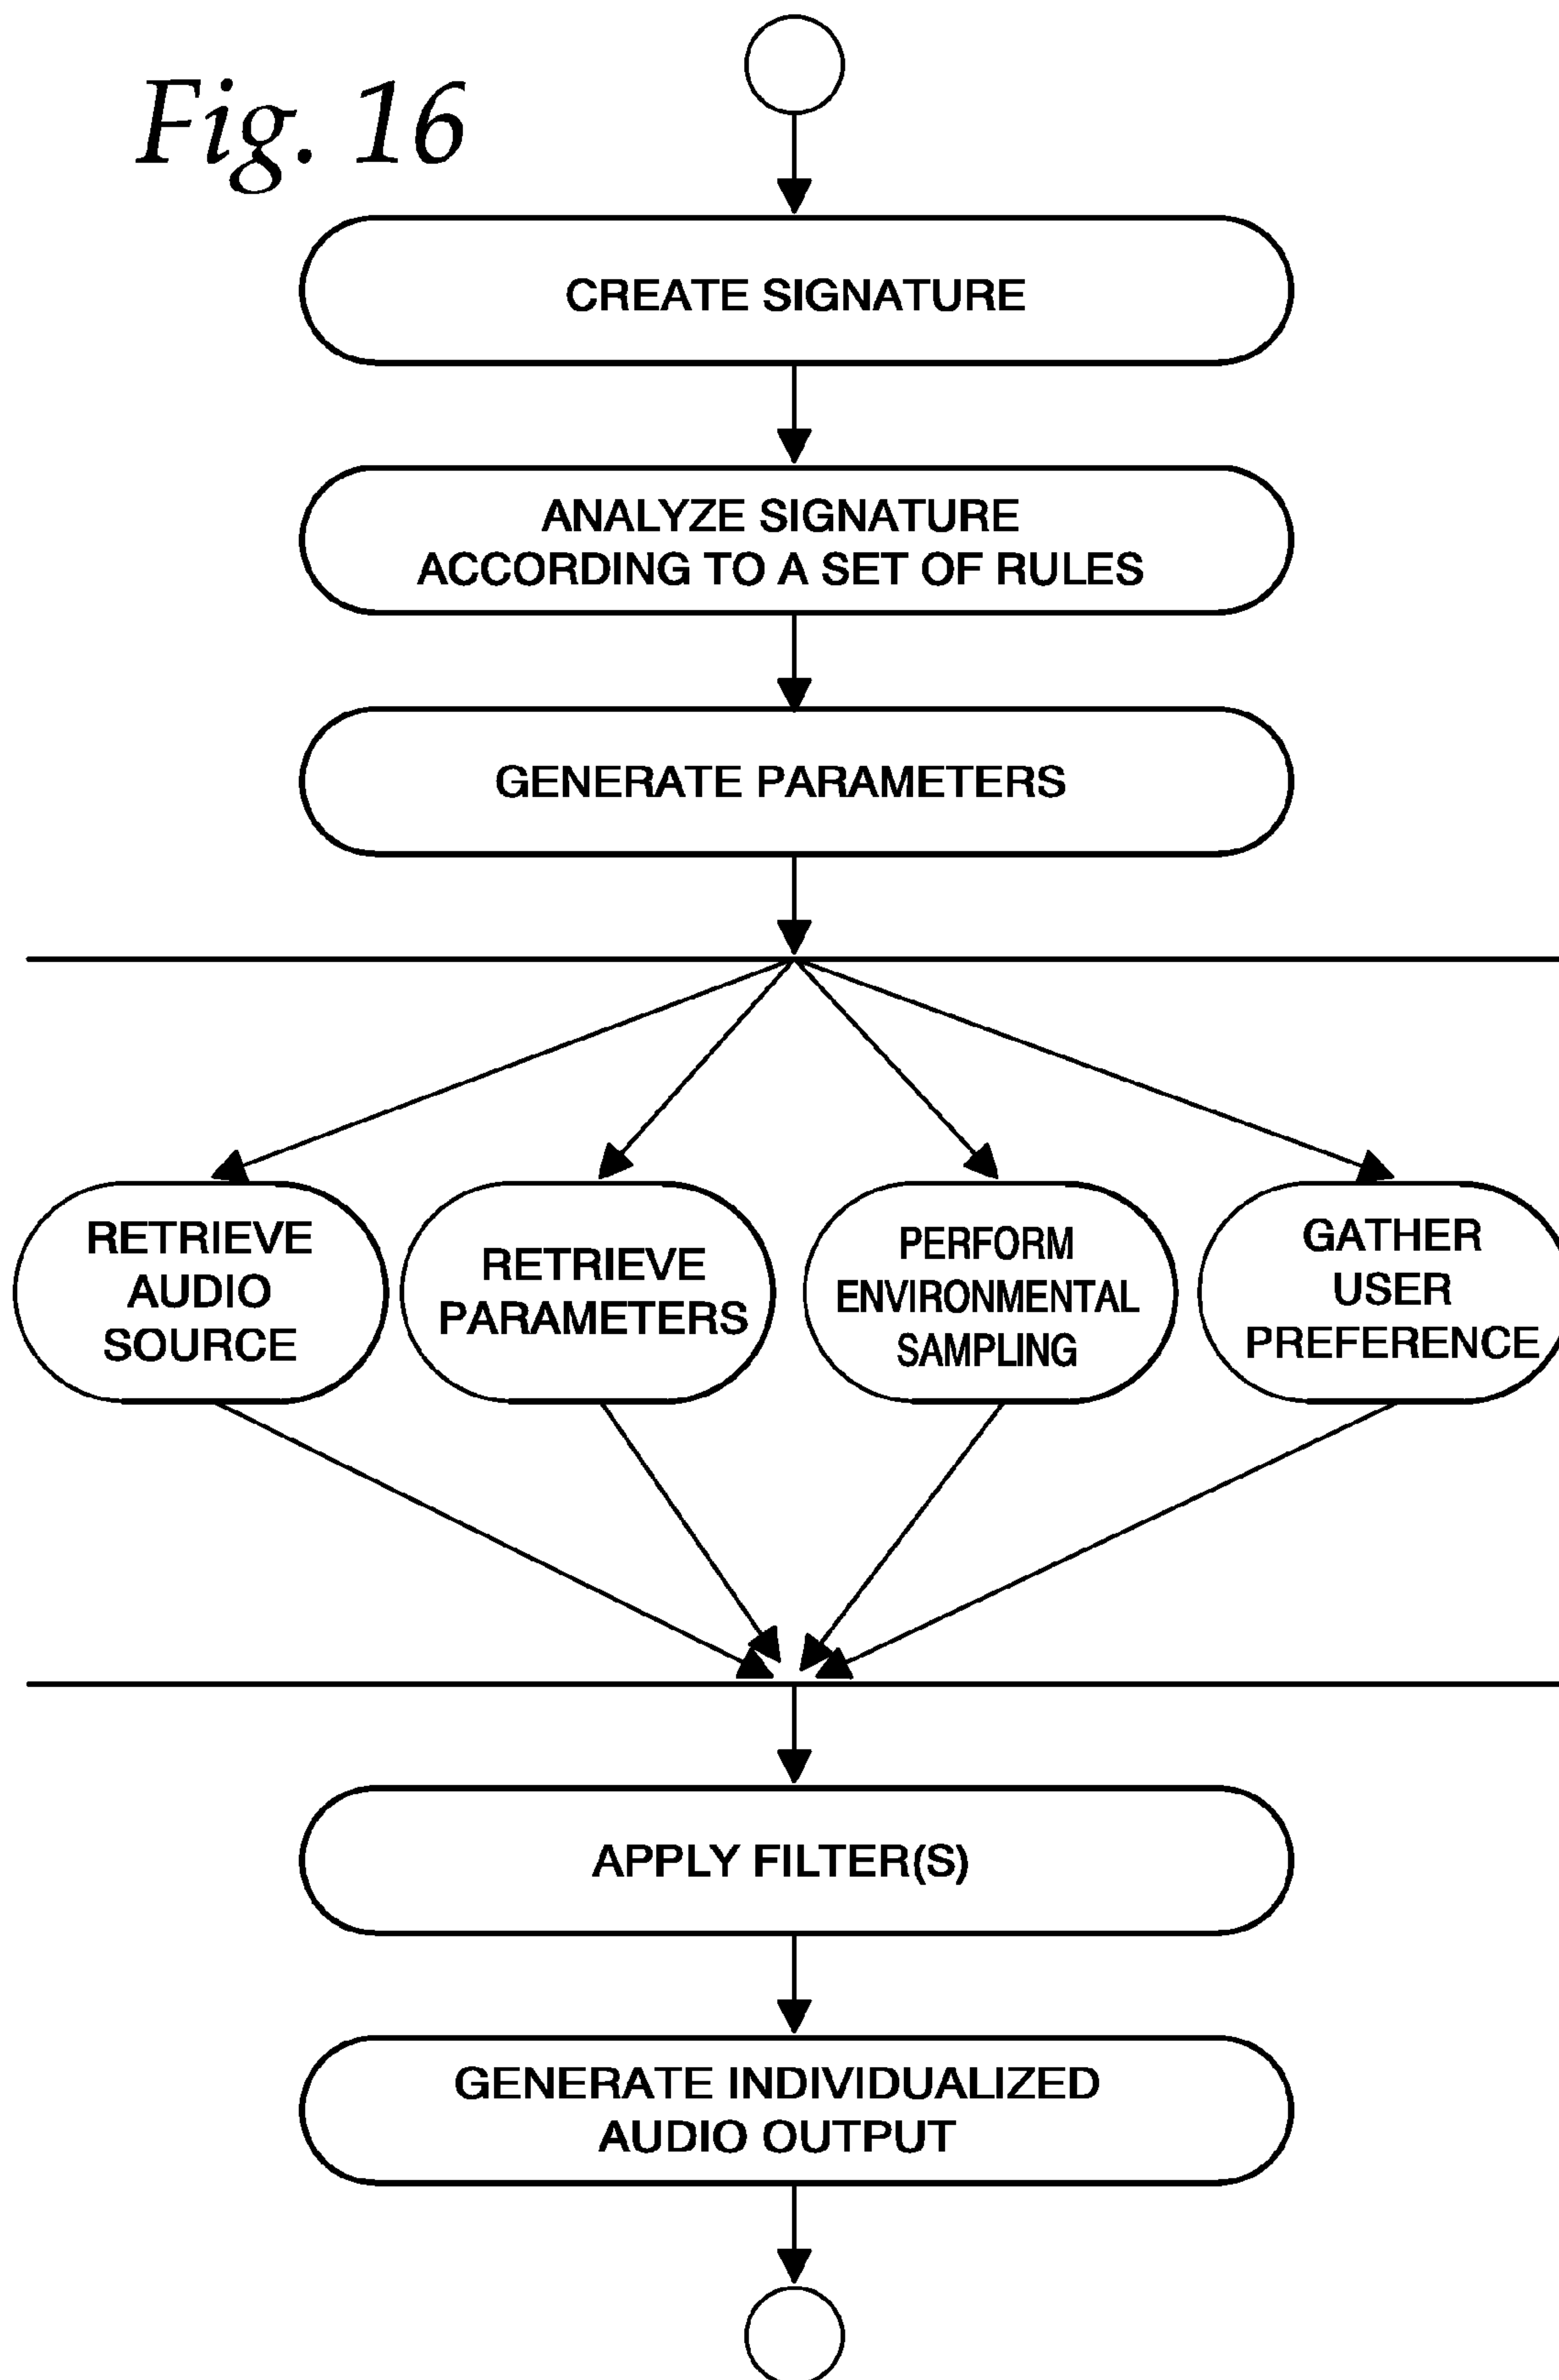 Fig. 16
CREATE SIGNATURE
ANALYZE SIGNATURE
ACCORDING TO A SET OF RULES
GENERATE PARAMETERS
RETRIEVE
AUDIO
SOURCE
RETRIEVE
PARAMETERS
PERFORM
ENVIRONMENTAL
SAMPLING
GATHER
USER
PREFERENCE
APPLY FILTER(S)
GENERATE INDIVIDUALIZED
AUDIO OUTPUT